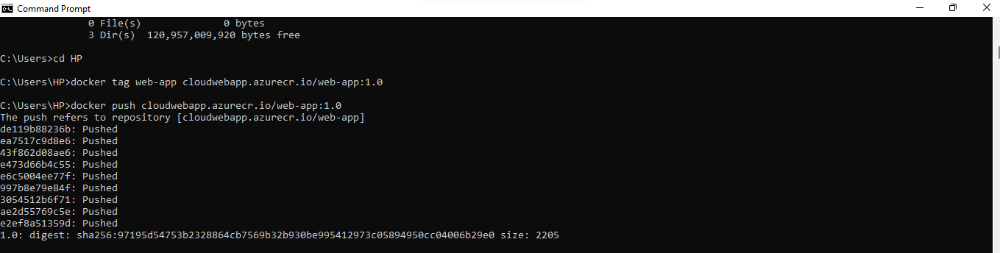 Command Prompt
0 File(s) 0 bytes
3 Dir(s) 120,957,009,920 bytes free
C:\Users>cd HP
C:\Users\HP>docker tag web-app cloudwebapp.azurecr.io/web-app:1.0
C:\Users\HP>docker push cloudwebapp.azurecr.io/web-app:1.0
The push refers to repository [cloudwebapp.azurecr.io/web-app]
de119b88236b: Pushed
ea7517c9d8e6: Pushed
43f862d08ae6: Pushed
e473d66b4c55: Pushed
e6c5004ee77f: Pushed
997b8e79e84f: Pushed
3054512b6f71: Pushed
ae2d55769c5e: Pushed
e2ef8a51359d: Pushed
1.0: digest: sha256:97195d54753b2328864cb7569b32b930be995412973c05894950cc04006b29e0 size: 2205